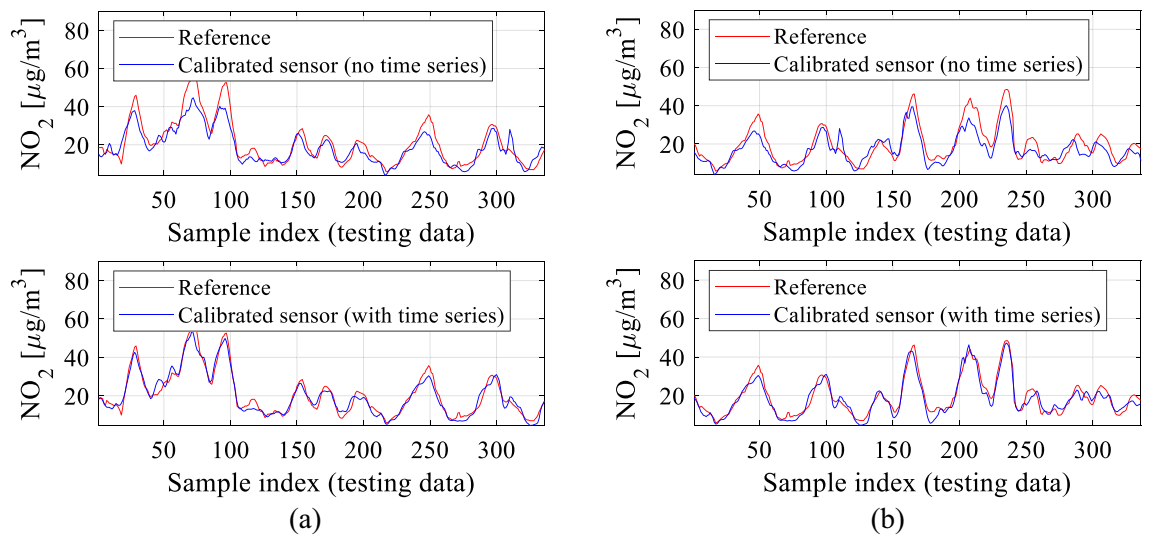 80
60
40
20
NO2 [μg/m3]
Reference
Calibrated sensor (no time series)
50 100 150 200 250 300
Sample index (testing data)
80
60
40
20
NO2 [μg/m3]
Reference
Calibrated sensor (no time series)
50 100 150 200 250 300
Sample index (testing data)
80
60
40
20
NO2 [μg/m3]
Reference
Calibrated sensor (with time series)
50 100 150 200 250 300
Sample index (testing data)
(a)
80
60
40
20
NO2 [μg/m3]
Reference
Calibrated sensor (with time series)
50 100 150 200 250 300
Sample index (testing data)
(b)